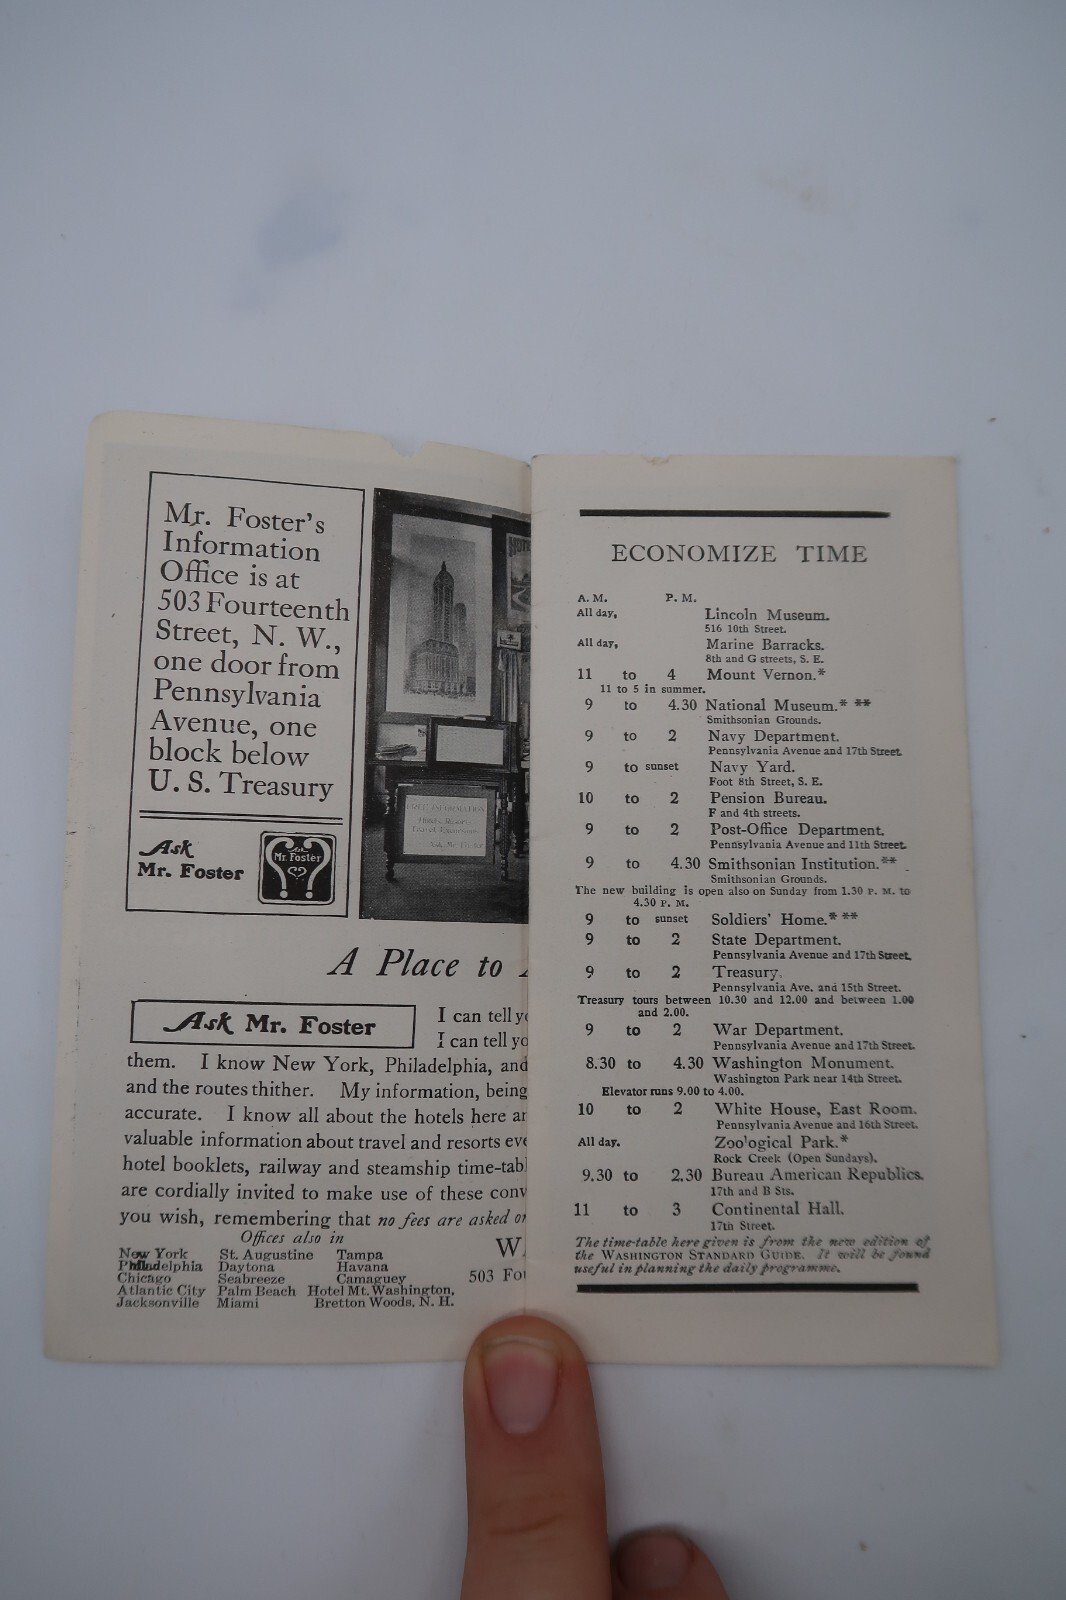 Mr. Foster's
Information
Office is at
503 Fourteenth
Street, N. W.,
one door from
Pennsylvania
Avenue, one
block below
U. S. Treasury
Ask
Mr. Foster
Ask
Mr. Foster
FREE INFORMATION
Hotels, Resorts,
Ask Mr. Foster
A Place to
Ask Mr. Foster
I can tell yo
I can tell yo
them. I know New York, Philadelphia, and
and the routes thither. My information, being
accurate. I know all about the hotels here an
valuable information about travel and resorts eve
hotel booklets, railway and steamship time-tabl
are cordially invited to make use of these conv
you wish, remembering that no fees are asked or
Offices also in
New York St. Augustine Tampa
Philadelphia Daytona Havana
Chicago Seabreeze Camaguey
Atlantic City Palm Beach Hotel Mt. Washington,
Jacksonville Miami Bretton Woods, N. H.
W
503 Fou
ECONOMIZE TIME
A. M. P. M.
All day, Lincoln Museum.
516 10th Street.
All day, Marine Barracks.
8th and G streets, S. E.
11 to 4 Mount Vernon.*
11 to 5 in summer.
9 to 4.30 National Museum.* **
Smithsonian Grounds.
9 to 2 Navy Department.
Pennsylvania Avenue and 17th Street.
9 to sunset Navy Yard.
Foot 8th Street, S. E.
10 to 2 Pension Bureau.
F and 4th streets.
9 to 2 Post-Office Department.
Pennsylvania Avenue and 11th Street.
9 to 4.30 Smithsonian Institution.**
Smithsonian Grounds.
The new building is open also on Sunday from 1.30 P. M. to
4.30 P. M.
9 to sunset Soldiers' Home.* **
9 to 2 State Department.
Pennsylvania Avenue and 17th Street.
9 to 2 Treasury.
Pennsylvania Ave. and 15th Street.
Treasury tours between 10.30 and 12.00 and between 1.00
and 2.00.
9 to 2 War Department.
Pennsylvania Avenue and 17th Street.
8.30 to 4.30 Washington Monument.
Washington Park near 14th Street.
Elevator runs 9.00 to 4.00.
10 to 2 White House, East Room.
Pennsylvania Avenue and 16th Street.
All day. Zoological Park.*
Rock Creek (Open Sundays).
9.30 to 2.30 Bureau American Republics.
17th and B Sts.
11 to 3 Continental Hall.
17th Street.
The time-table here given is from the new edition of
the WASHINGTON STANDARD GUIDE. It will be found
useful in planning the daily programme.